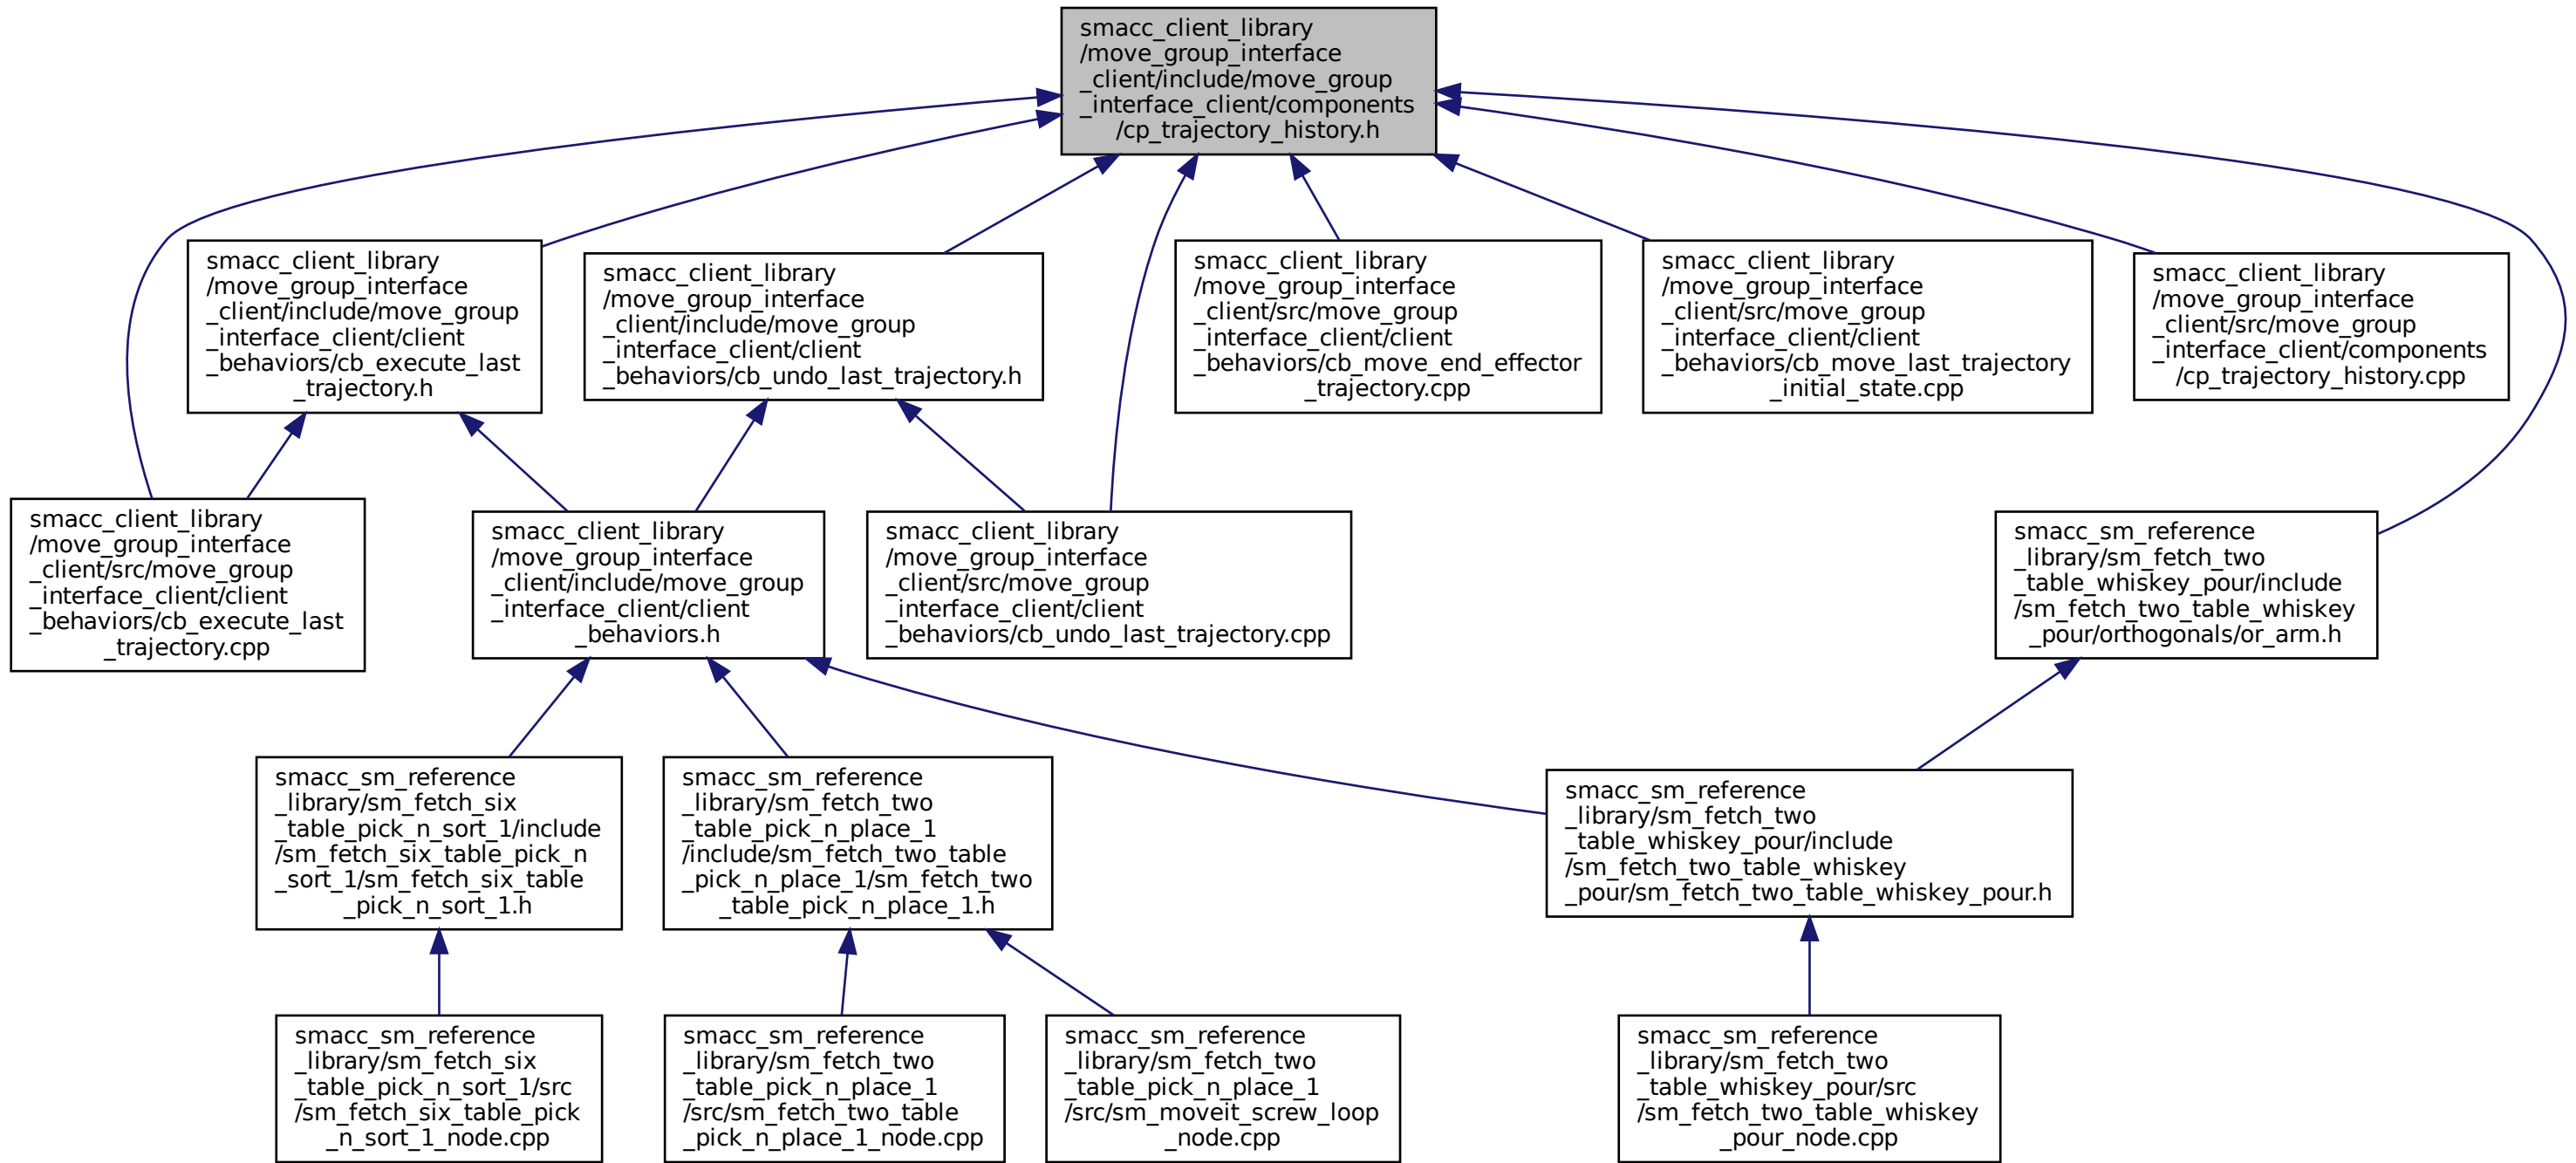 smacc_client_library
/move_group_interface
_client/include/move_group
_interface_client/components
/cp_trajectory_history.h
smacc_client_library
/move_group_interface
_client/include/move_group
_interface_client/client
_behaviors/cb_execute_last
_trajectory.h
smacc_client_library
/move_group_interface
_client/include/move_group
_interface_client/client
_behaviors/cb_undo_last_trajectory.h
smacc_client_library
/move_group_interface
_client/src/move_group
_interface_client/client
_behaviors/cb_move_end_effector
_trajectory.cpp
smacc_client_library
/move_group_interface
_client/src/move_group
_interface_client/client
_behaviors/cb_move_last_trajectory
_initial_state.cpp
smacc_client_library
/move_group_interface
_client/src/move_group
_interface_client/components
/cp_trajectory_history.cpp
smacc_client_library
/move_group_interface
_client/src/move_group
_interface_client/client
_behaviors/cb_execute_last
_trajectory.cpp
smacc_client_library
/move_group_interface
_client/include/move_group
_interface_client/client
_behaviors.h
smacc_client_library
/move_group_interface
_client/src/move_group
_interface_client/client
_behaviors/cb_undo_last_trajectory.cpp
smacc_sm_reference
_library/sm_fetch_two
_table_whiskey_pour/include
/sm_fetch_two_table_whiskey
_pour/orthogonals/or_arm.h
smacc_sm_reference
_library/sm_fetch_six
_table_pick_n_sort_1/include
/sm_fetch_six_table_pick_n
_sort_1/sm_fetch_six_table
_pick_n_sort_1.h
smacc_sm_reference
_library/sm_fetch_two
_table_pick_n_place_1
/include/sm_fetch_two_table
_pick_n_place_1/sm_fetch_two
_table_pick_n_place_1.h
smacc_sm_reference
_library/sm_fetch_two
_table_whiskey_pour/include
/sm_fetch_two_table_whiskey
_pour/sm_fetch_two_table_whiskey_pour.h
smacc_sm_reference
_library/sm_fetch_six
_table_pick_n_sort_1/src
/sm_fetch_six_table_pick
_n_sort_1_node.cpp
smacc_sm_reference
_library/sm_fetch_two
_table_pick_n_place_1
/src/sm_fetch_two_table
_pick_n_place_1_node.cpp
smacc_sm_reference
_library/sm_fetch_two
_table_pick_n_place_1
/src/sm_moveit_screw_loop
_node.cpp
smacc_sm_reference
_library/sm_fetch_two
_table_whiskey_pour/src
/sm_fetch_two_table_whiskey
_pour_node.cpp